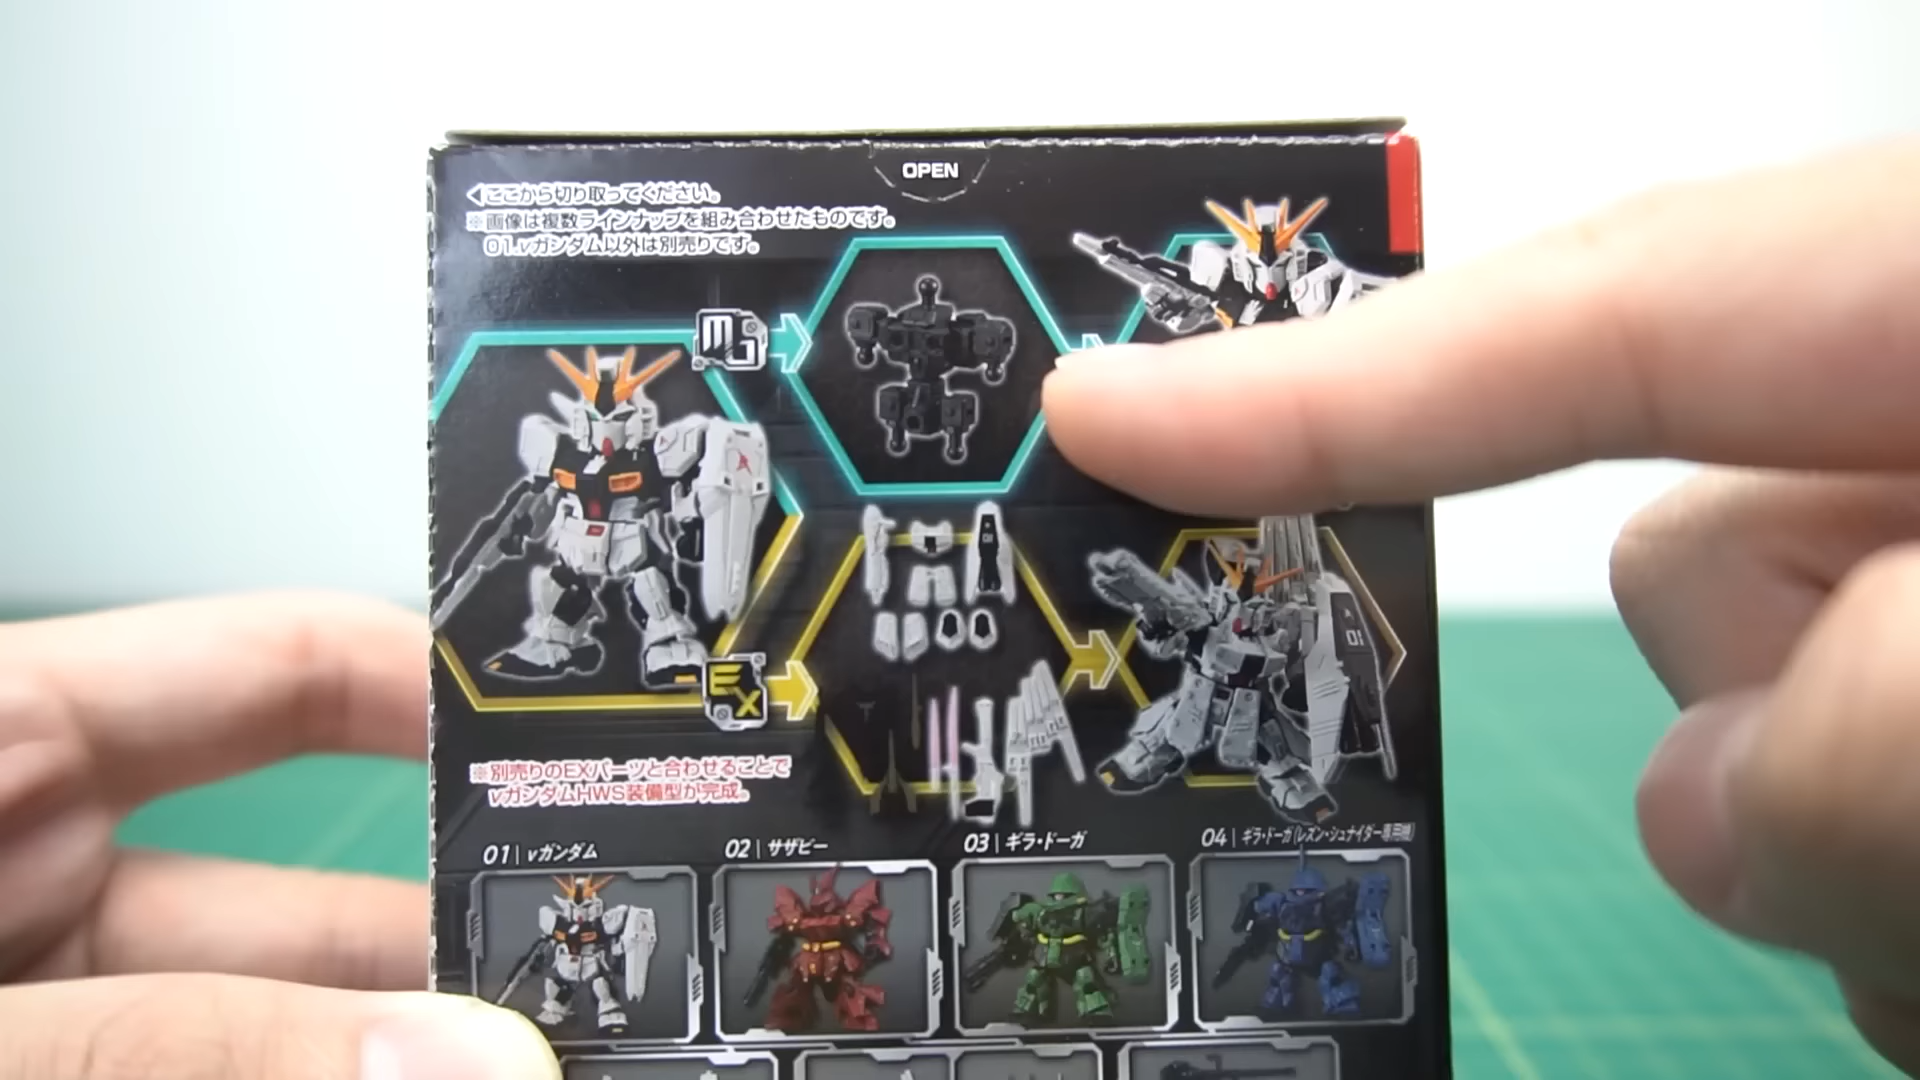 OPEN
◀ここから切り取ってください。
※画像は複数ラインナップを組み合わせたものです。
01.νガンダム以外は別売りです。
MS
01
EX
01
※別売りのEXパーツと合わせることで
νガンダムHWS装備型が完成。
01|νガンダム
02|サザビー
03|ギラ・ドーガ
04|ギラ・ドーガ(レズン・シュナイダー専用機)